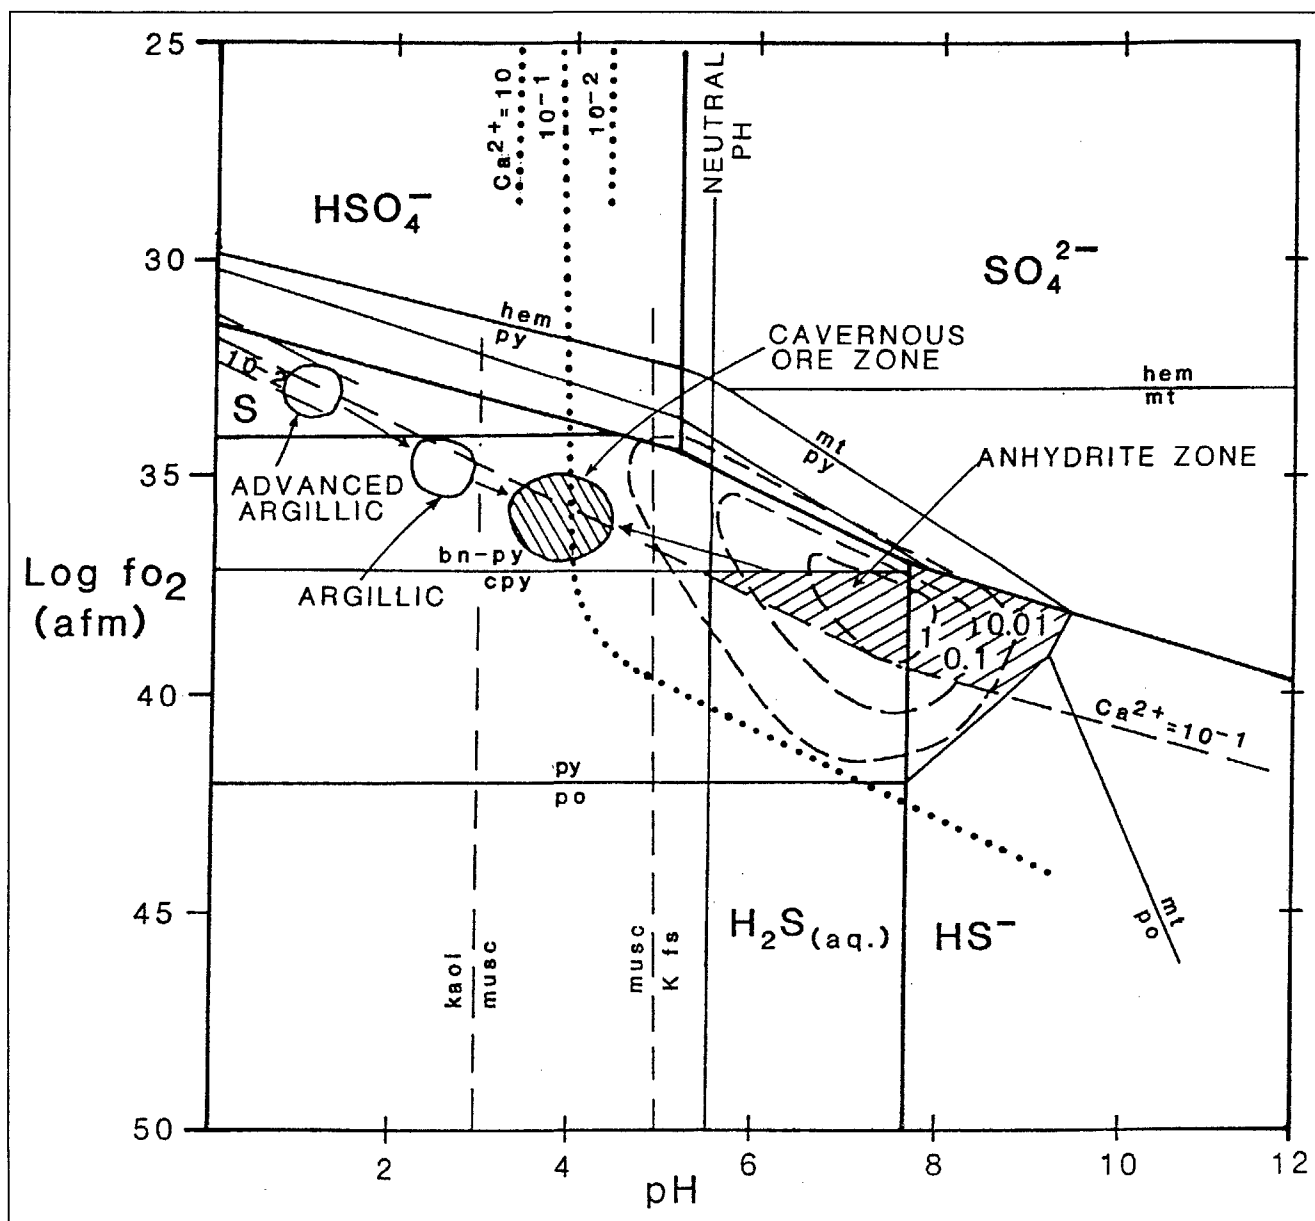 25
30
35
40
45
50
Log fo₂
(afm)
2
4
6
8
10
12
pH
Ca²⁺=10
10⁻¹
10⁻²
NEUTRAL
PH
HSO₄⁻
SO₄²⁻
hem
py
CAVERNOUS
ORE ZONE
hem
mt
mt
py
10⁻2
S
ADVANCED
ARGILLIC
ANHYDRITE ZONE
bn-py
cpy
ARGILLIC
1
0.1
0.01
Ca²⁺=10⁻¹
py
po
H₂S(aq.)
HS⁻
mt
po
kaol
musc
musc
K fs